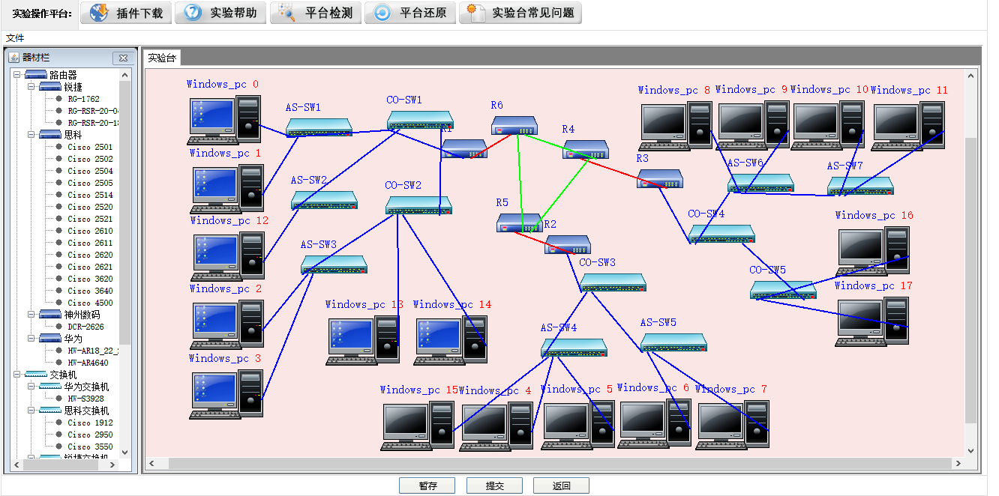 实验操作平台: 插件下载 实验帮助 平台检测 平台还原 实验台常见问题
文件
器材栏
路由器
锐捷
RG-1762
RG-RSR-20-04
RG-RSR-20-18
思科
Cisco 2501
Cisco 2502
Cisco 2504
Cisco 2505
Cisco 2514
Cisco 2520
Cisco 2521
Cisco 2610
Cisco 2611
Cisco 2620
Cisco 2621
Cisco 3620
Cisco 3640
Cisco 4500
神州数码
DCR-2626
华为
HW-AR18_22_
HW-AR4640
交换机
华为交换机
HW-S3928
思科交换机
Cisco 1912
Cisco 2950
Cisco 3550
锐捷交换机
实验台
Windows_pc 0
AS-SW1
CO-SW1
R6
R1
R4
R3
Windows_pc 8
Windows_pc 9
Windows_pc 10
Windows_pc 11
Windows_pc 1
AS-SW2
CO-SW2
R5
R2
AS-SW6
AS-SW7
CO-SW4
Windows_pc 12
AS-SW3
CO-SW3
CO-SW5
Windows_pc 16
Windows_pc 2
Windows_pc 13
Windows_pc 14
AS-SW4
AS-SW5
Windows_pc 17
Windows_pc 3
Windows_pc 15
Windows_pc 4
Windows_pc 5
Windows_pc 6
Windows_pc 7
暂存 提交 返回